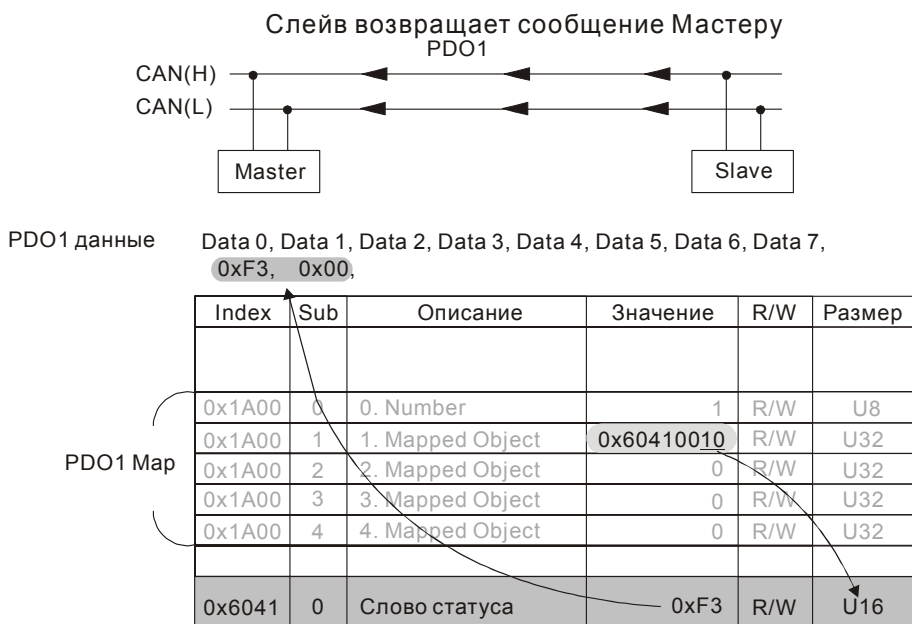 Слейв возвращает сообщение Мастеру
PDO1
CAN(H)
CAN(L)
Master
Slave
PDO1 данные
Data 0, Data 1, Data 2, Data 3, Data 4, Data 5, Data 6, Data 7,
0xF3, 0x00,
Index Sub Описание Значение R/W Размер
0x1A00 0 0. Number 1 R/W U8
0x1A00 1 1. Mapped Object 0x60410010 R/W U32
PDO1 Map
0x1A00 2 2. Mapped Object 0 R/W U32
0x1A00 3 3. Mapped Object 0 R/W U32
0x1A00 4 4. Mapped Object 0 R/W U32
0x6041 0 Слово статуса 0xF3 R/W U16